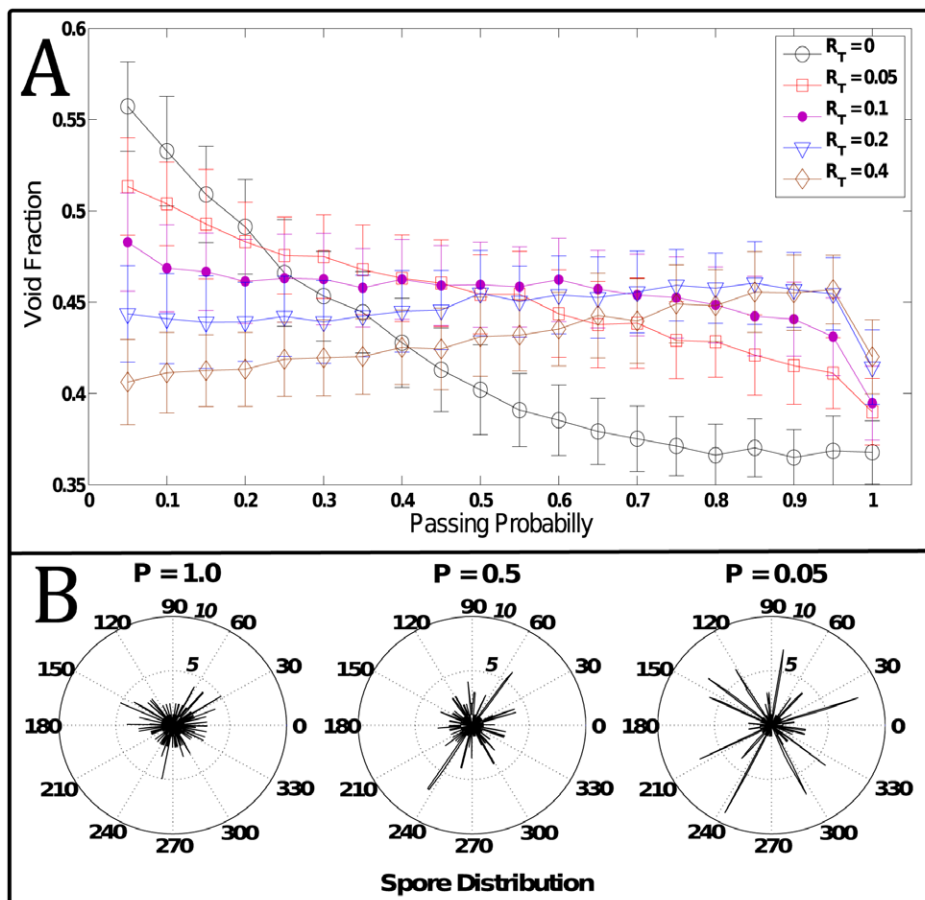 A
0.6
0.55
0.5
0.45
0.4
0.35
Void Fraction
R_T = 0
R_T = 0.05
R_T = 0.1
R_T = 0.2
R_T = 0.4
0 0.1 0.2 0.3 0.4 0.5 0.6 0.7 0.8 0.9 1
Passing Probabilly
B
P = 1.0 P = 0.5 P = 0.05
90 10 90 10 90 10
120 60 120 60 120 60
5 5 5
150 30 150 30 150 30
180 0 180 0 180 0
210 330 210 330 210 330
240 300 240 300 240 300
270 270 270
Spore Distribution